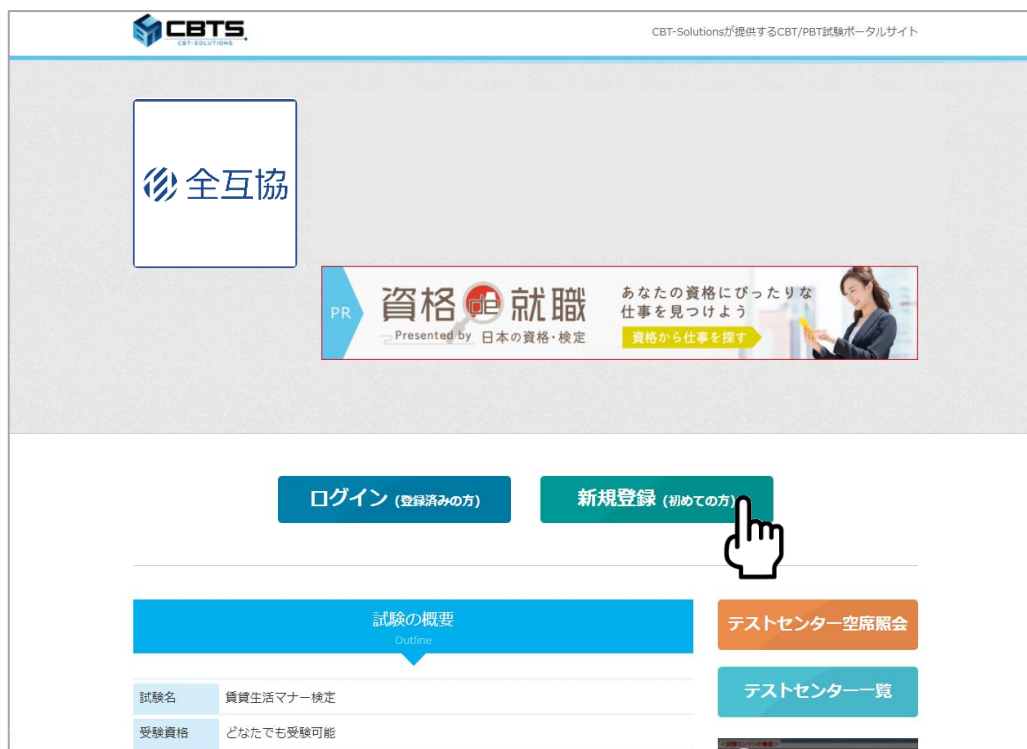 CBTS.
CBT-SOLUTIONS
CBT-Solutionsが提供するCBT/PBT試験ポータルサイト
全互協
PR
資格 de 就職
Presented by 日本の資格・検定
あなたの資格にぴったりな
仕事を見つけよう
資格から仕事を探す
ログイン (登録済みの方)
新規登録 (初めての方)
試験の概要
Outline
テストセンター空席照会
テストセンター一覧
試験名 賃貸生活マナー検定
受験資格 どなたでも受験可能